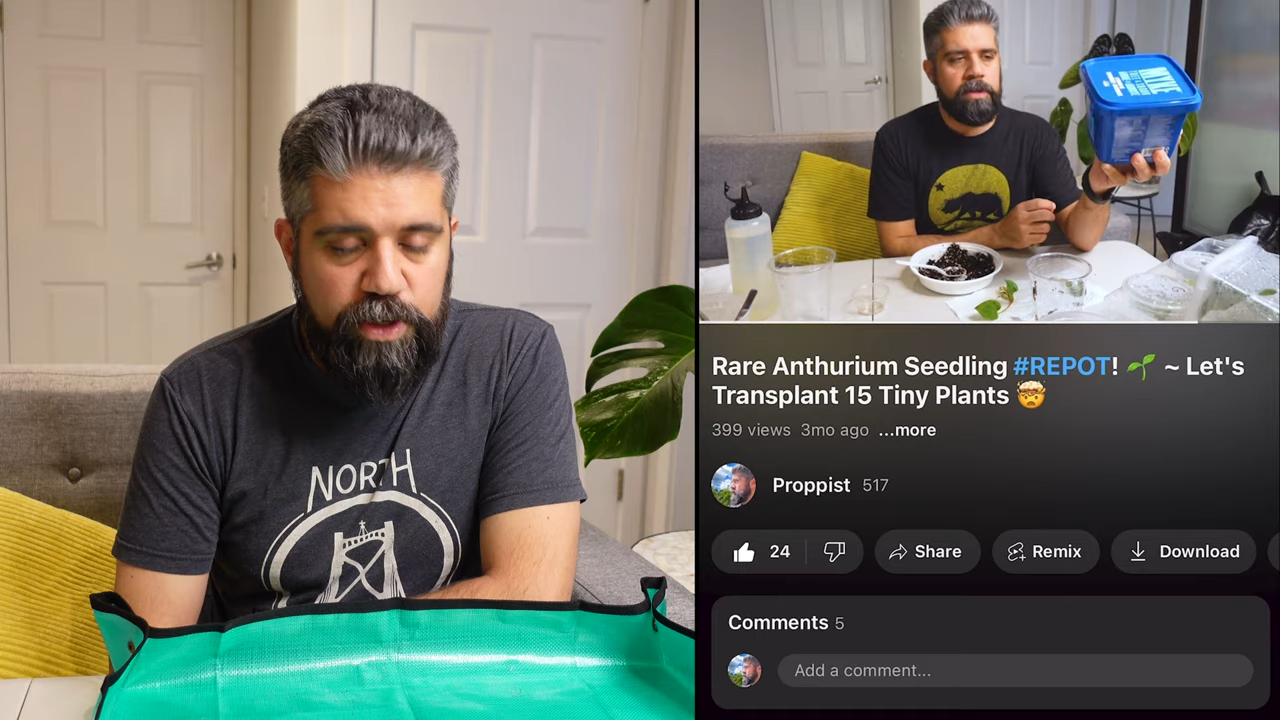 NORTH
Rare Anthurium Seedling #REPOT! 🌱 ~ Let's
Transplant 15 Tiny Plants 🤯
399 views 3mo ago ...more
Proppist 517
24 Share Remix Download
Comments 5
Add a comment...